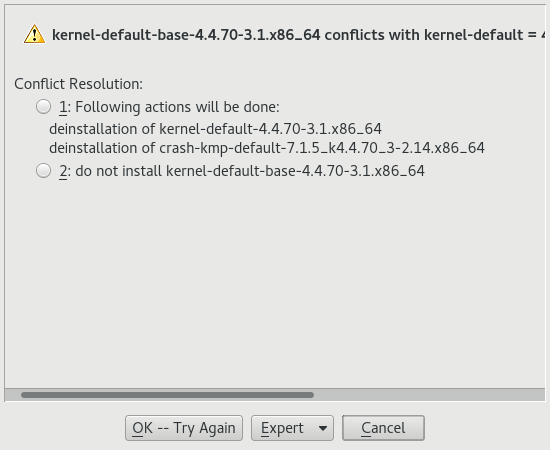 kernel-default-base-4.4.70-3.1.x86_64 conflicts with kernel-default =
Conflict Resolution:
1: Following actions will be done:
deinstallation of kernel-default-4.4.70-3.1.x86_64
deinstallation of crash-kmp-default-7.1.5_k4.4.70_3-2.14.x86_64
2: do not install kernel-default-base-4.4.70-3.1.x86_64
OK -- Try Again
Expert
Cancel